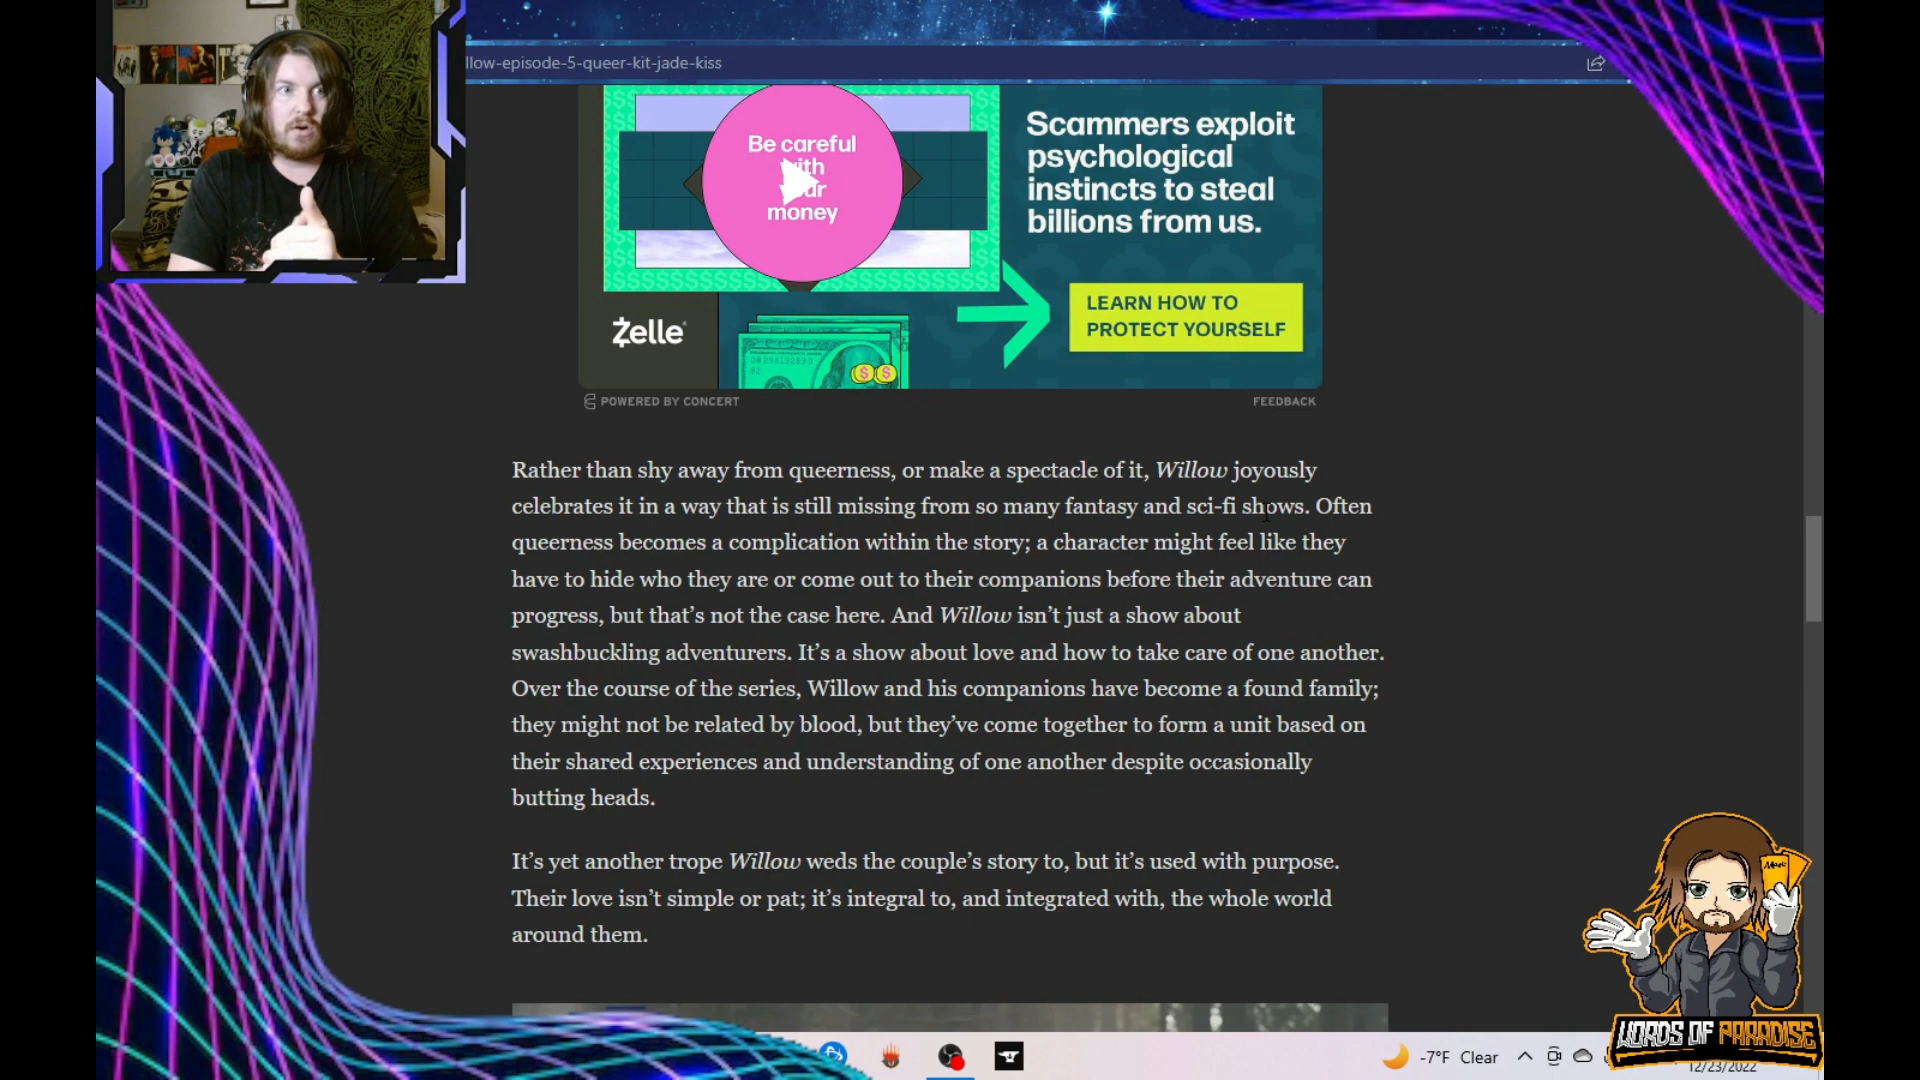 llow-episode-5-queer-kit-jade-kiss
Be careful
with
your
money
Scammers exploit
psychological
instincts to steal
billions from us.
LEARN HOW TO
PROTECT YOURSELF
Zelle
POWERED BY CONCERT
FEEDBACK
Rather than shy away from queerness, or make a spectacle of it, Willow joyously
celebrates it in a way that is still missing from so many fantasy and sci-fi shows. Often
queerness becomes a complication within the story; a character might feel like they
have to hide who they are or come out to their companions before their adventure can
progress, but that’s not the case here. And Willow isn’t just a show about
swashbuckling adventurers. It’s a show about love and how to take care of one another.
Over the course of the series, Willow and his companions have become a found family;
they might not be related by blood, but they’ve come together to form a unit based on
their shared experiences and understanding of one another despite occasionally
butting heads.
It’s yet another trope Willow weds the couple’s story to, but it’s used with purpose.
Their love isn’t simple or pat; it’s integral to, and integrated with, the whole world
around them.
WORDS OF PARADISE
-7°F Clear
12/23/2022